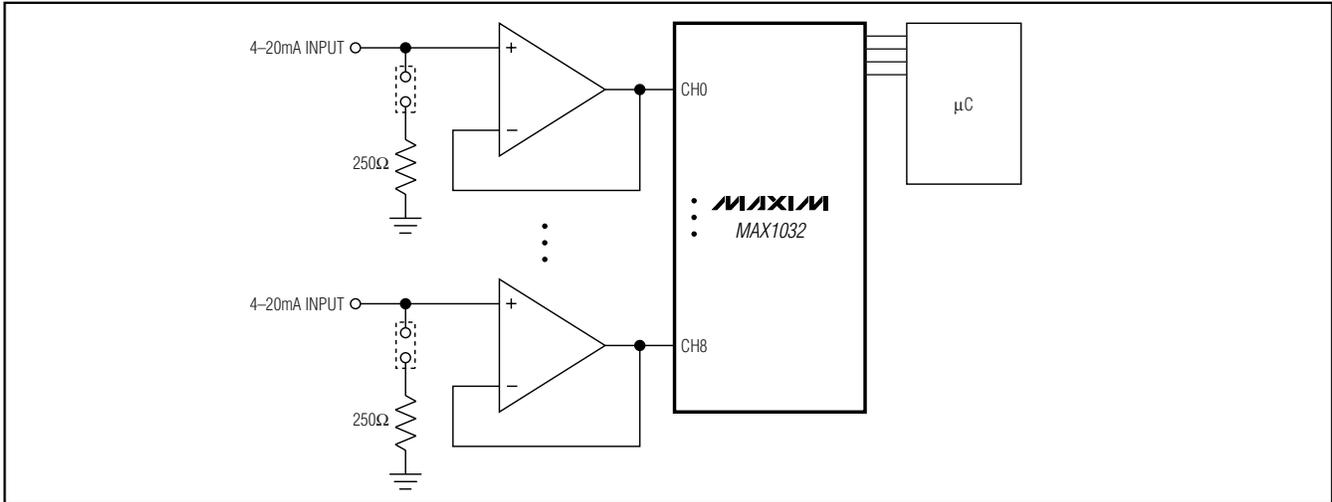 4–20mA INPUT
+
CH0
µC
−
250Ω
MAXIM
MAX1032
4–20mA INPUT
+
CH8
−
250Ω